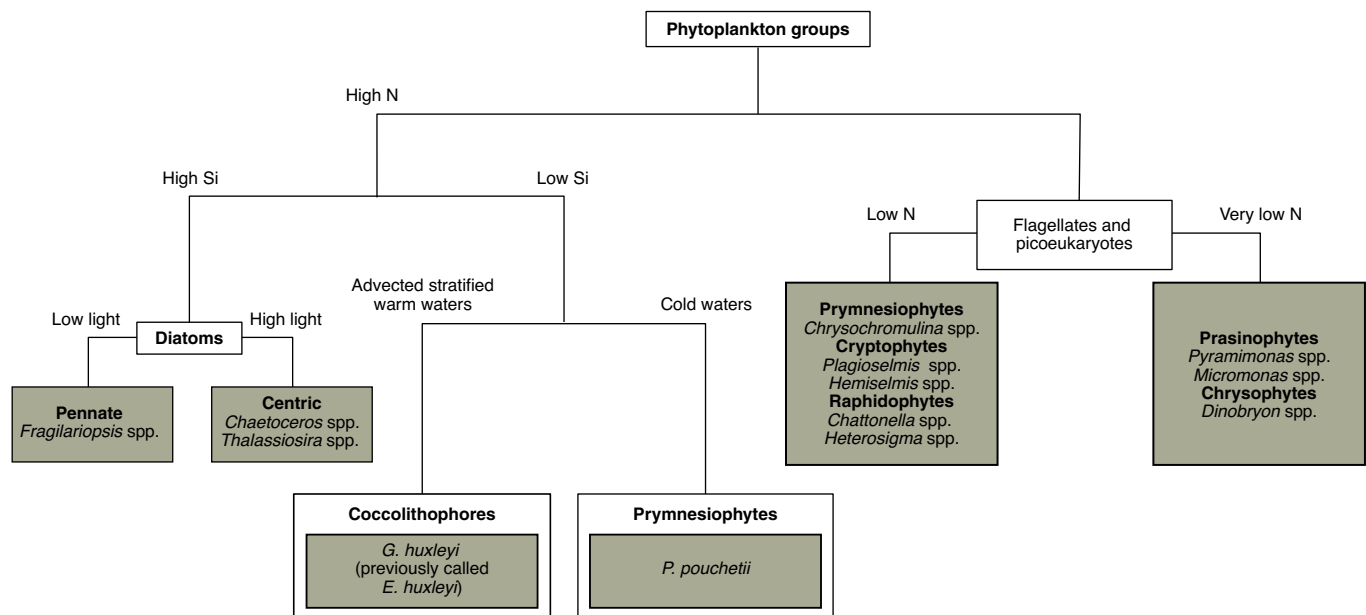 Phytoplankton groups
High N
High Si
Low Si
Low N
Flagellates and
picoeukaryotes
Very low N
Advected stratified
warm waters
Cold waters
Low light
Diatoms
High light
Pennate
Fragilariopsis spp.
Centric
Chaetoceros spp.
Thalassiosira spp.
Prymnesiophytes
Chrysochromulina spp.
Cryptophytes
Plagioselmis spp.
Hemiselmis spp.
Raphidophytes
Chattonella spp.
Heterosigma spp.
Prasinophytes
Pyramimonas spp.
Micromonas spp.
Chrysophytes
Dinobryon spp.
Coccolithophores
G. huxleyi
(previously called
E. huxleyi)
Prymnesiophytes
P. pouchetii